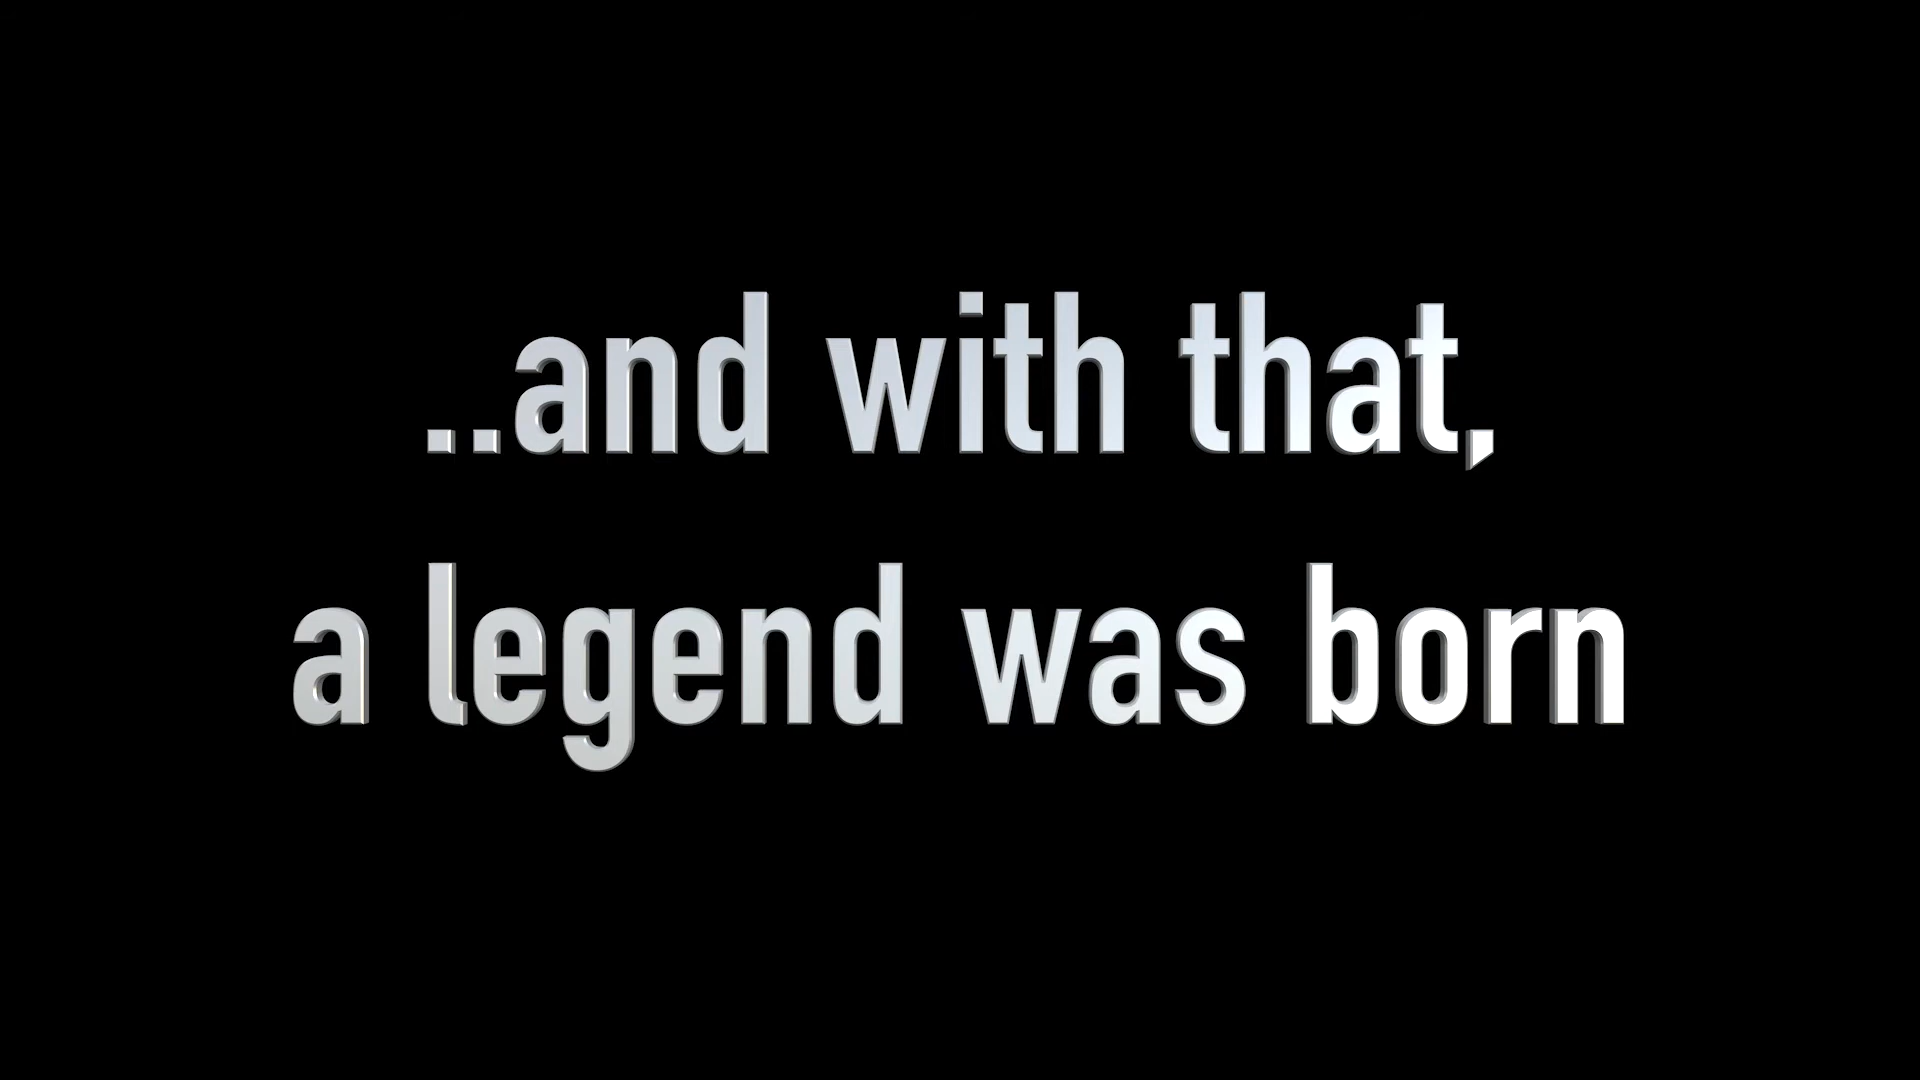 ..and with that,
a legend was born